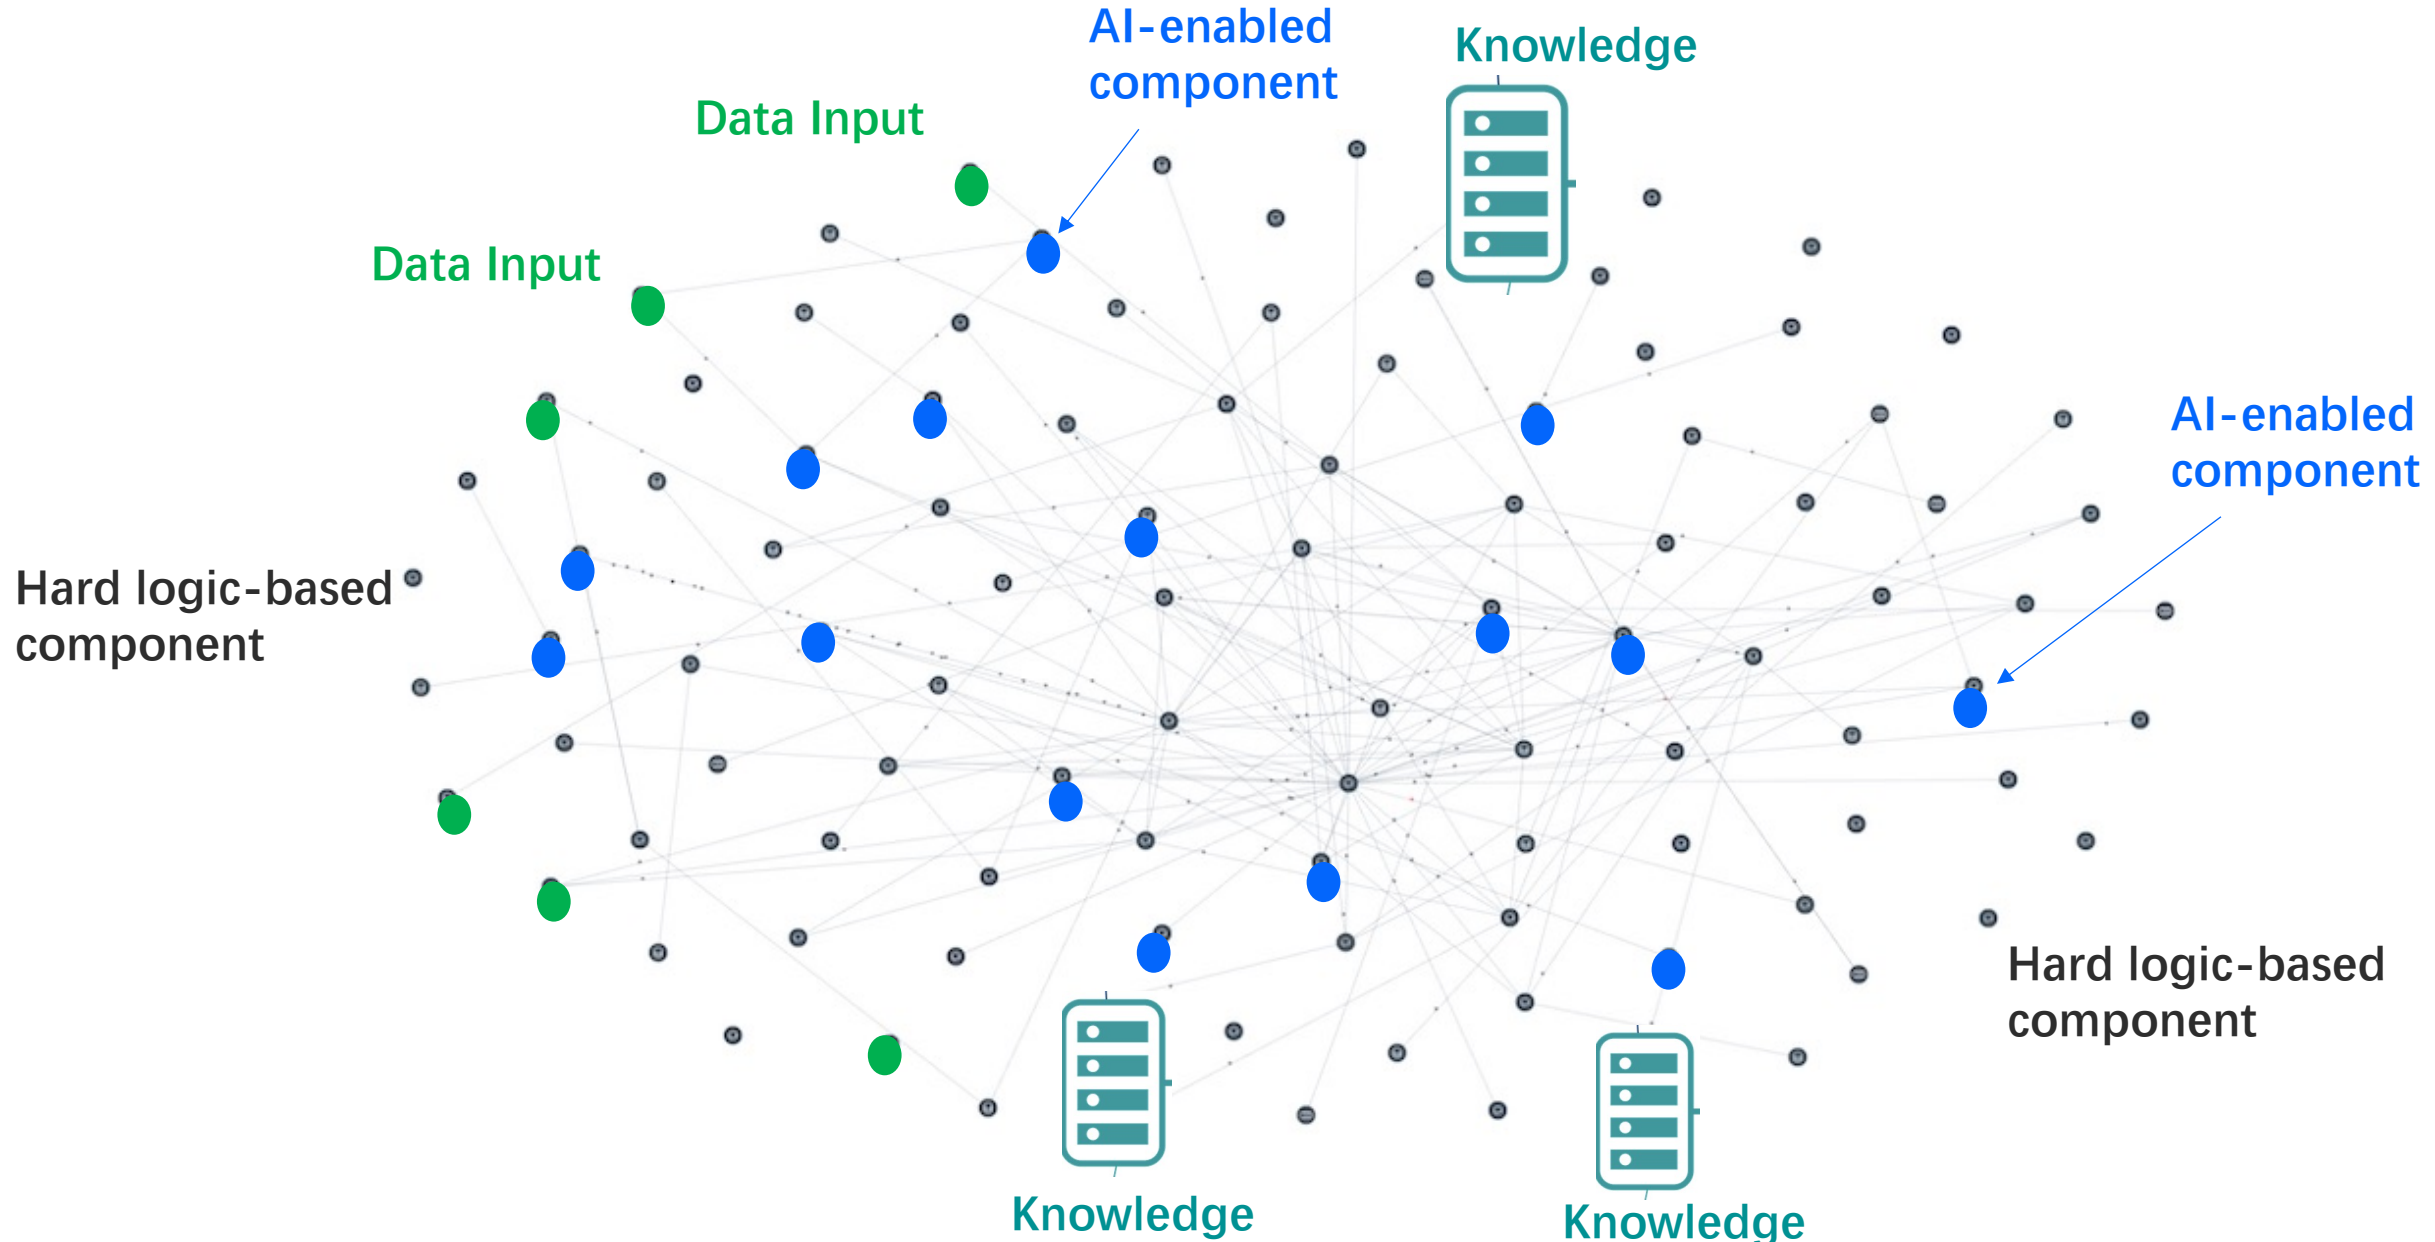 AI-enabled
component
Knowledge
Data Input
Data Input
AI-enabled
component
Hard logic-based
component
Hard logic-based
component
Knowledge
Knowledge